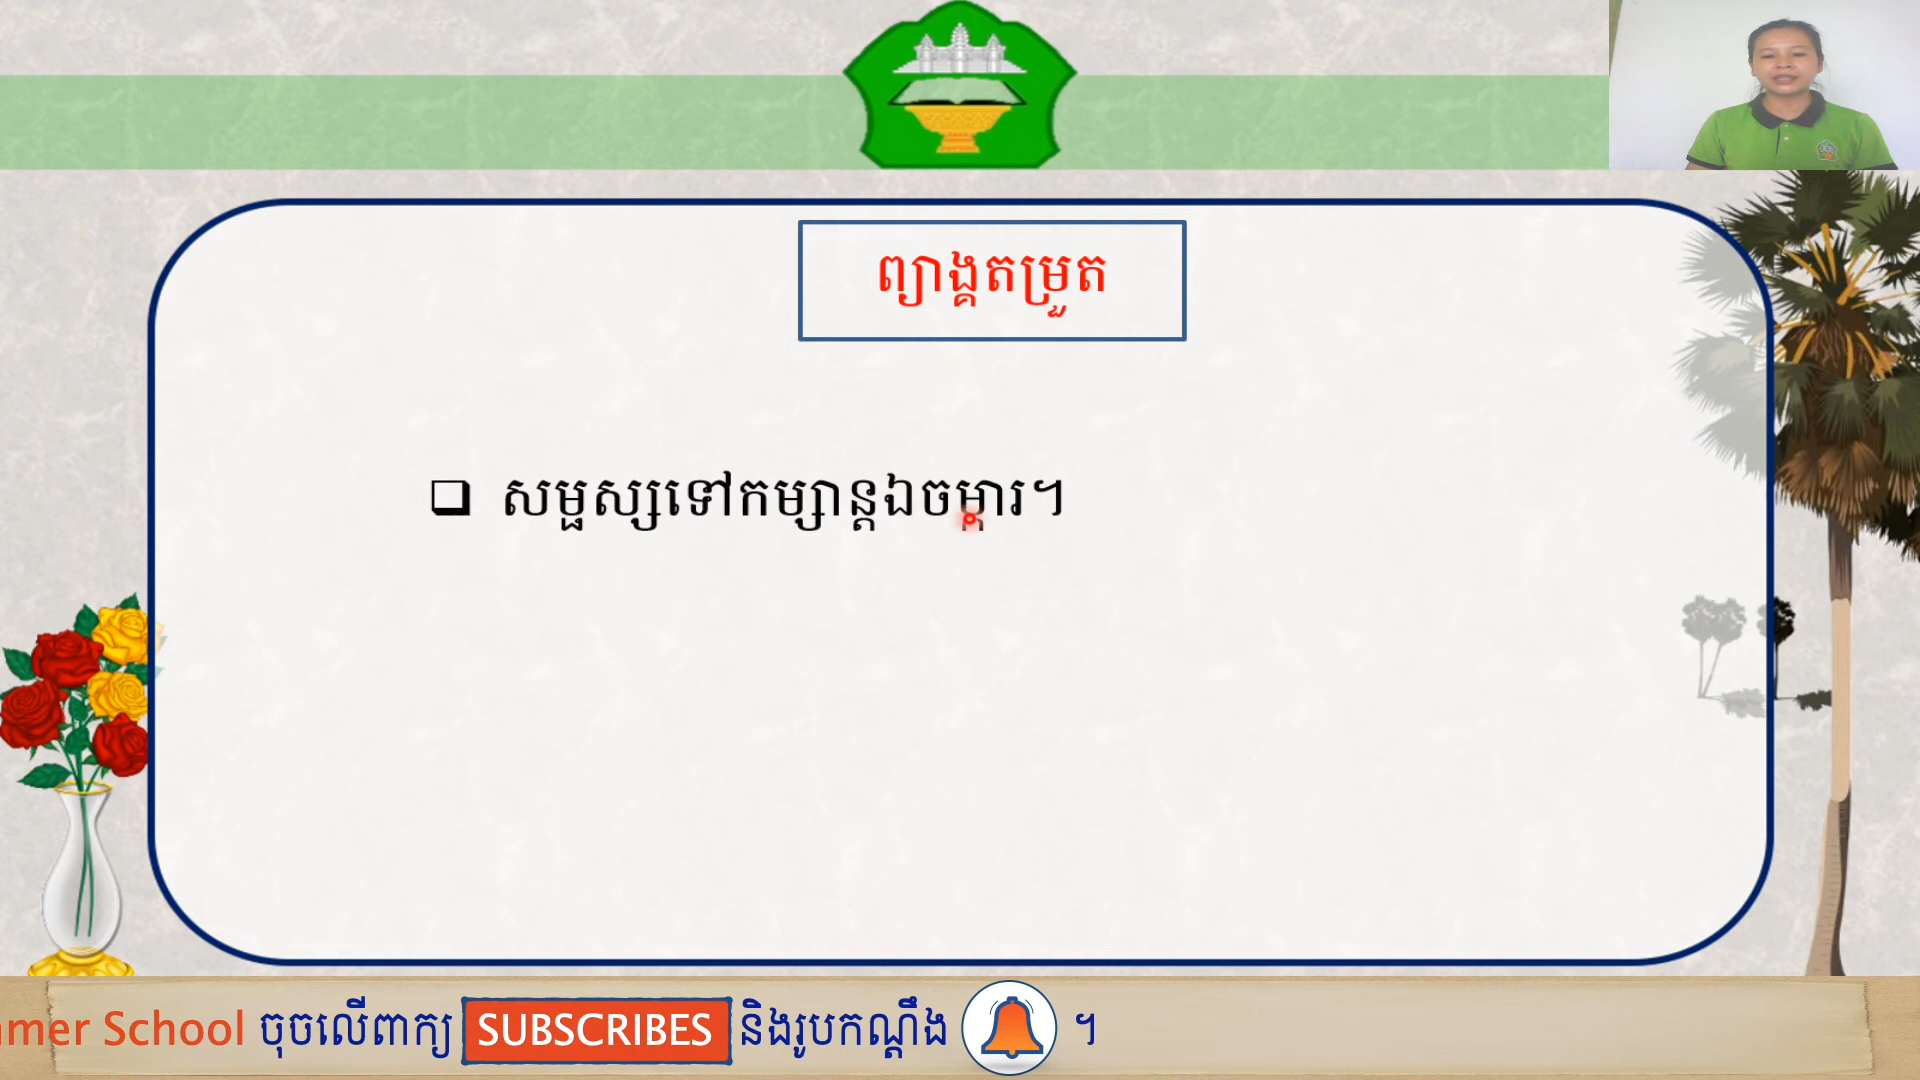 ព្យាង្គតម្រួត
❑ សម្ផស្សទៅកម្សាន្តឯចម្ការ។
mer School ចុចលើពាក្យ SUBSCRIBES និងរូបកណ្ដឹង ។